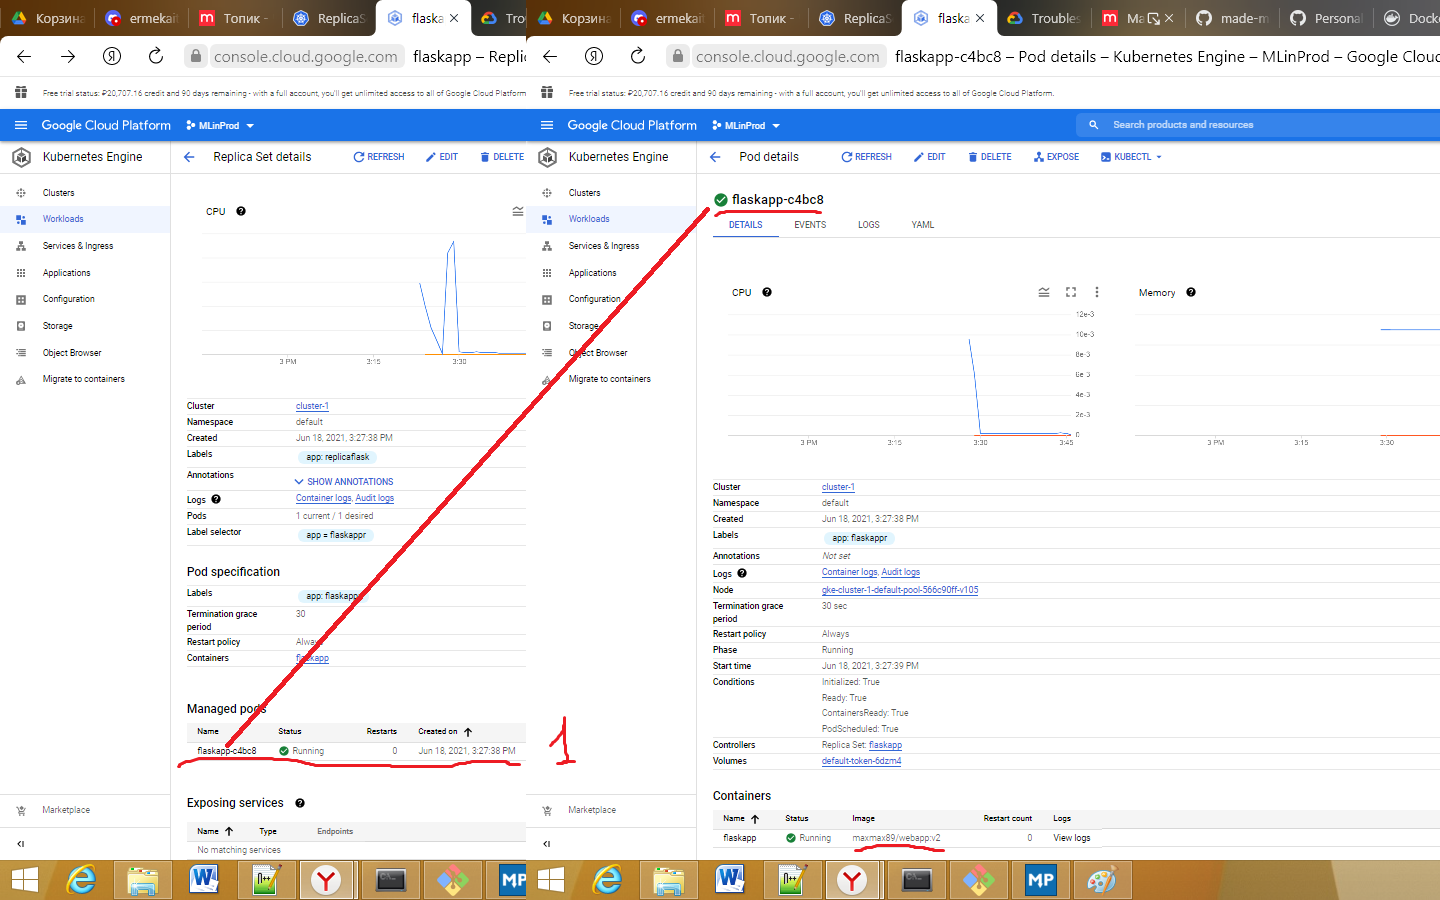 Корзина
ermekait
Топик -
ReplicaS
flaska
Tro
← → Я console.cloud.google.com flaskapp – Replic
Free trial status: ₽20,707.16 credit and 90 days remaining - with a full account, you'll get unlimited access to all of Google Cloud Platform
Google Cloud Platform MLinProd
Kubernetes Engine
Clusters
Workloads
Services & Ingress
Applications
Configuration
Storage
Object Browser
Migrate to containers
Marketplace
Replica Set details REFRESH EDIT DELETE
CPU
3 PM 3:15 3:30
Cluster cluster-1
Namespace default
Created Jun 18, 2021, 3:27:38 PM
Labels app: replicaflask
Annotations SHOW ANNOTATIONS
Logs Container logs, Audit logs
Pods 1 current / 1 desired
Label selector app = flaskappr
Pod specification
Labels app: flaskapp
Termination grace period 30
Restart policy Always
Containers flaskapp
Managed pods
Name Status Restarts Created on
flaskapp-c4bc8 Running 0 Jun 18, 2021, 3:27:38 PM
Exposing services
Name Type Endpoints
No matching services
1
Корзина
ermekait
Топик -
ReplicaS
flaska
Troubles
Ma
made-m
Personal
Docke
← Я console.cloud.google.com flaskapp-c4bc8 – Pod details – Kubernetes Engine – MLinProd – Google Cloud
Free trial status: ₽20,707.16 credit and 90 days remaining - with a full account, you'll get unlimited access to all of Google Cloud Platform.
Google Cloud Platform MLinProd Search products and resources
Kubernetes Engine
Clusters
Workloads
Services & Ingress
Applications
Configuration
Storage
Object Browser
Migrate to containers
Marketplace
Pod details REFRESH EDIT DELETE EXPOSE KUBECTL
flaskapp-c4bc8
DETAILS EVENTS LOGS YAML
CPU
12e-3
10e-3
8e-3
6e-3
4e-3
2e-3
0
3 PM 3:15 3:30 3:45
Memory
3 PM 3:15 3:30
Cluster cluster-1
Namespace default
Created Jun 18, 2021, 3:27:38 PM
Labels app: flaskappr
Annotations Not set
Logs Container logs, Audit logs
Node gke-cluster-1-default-pool-566c90ff-v105
Termination grace period 30 sec
Restart policy Always
Phase Running
Start time Jun 18, 2021, 3:27:39 PM
Conditions Initialized: True
Ready: True
ContainersReady: True
PodScheduled: True
Controllers Replica Set: flaskapp
Volumes default-token-6dzm4
Containers
Name Status Image Restart count Logs
flaskapp Running maxmax89/webapp:v2 0 View logs